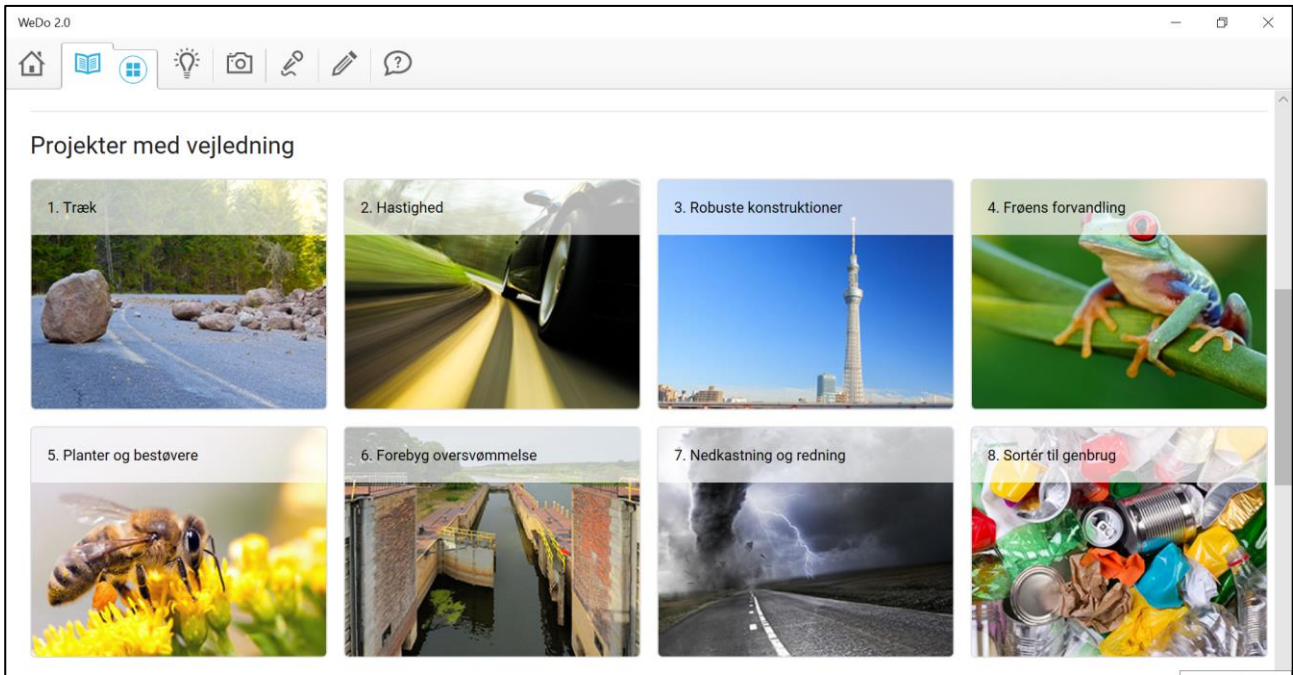 WeDo 2.0
Projekter med vejledning
1. Træk
2. Hastighed
3. Robuste konstruktioner
4. Frøens forvandling
5. Planter og bestøvere
6. Forebyg oversvømmelse
7. Nedkastning og redning
8. Sortér til genbrug